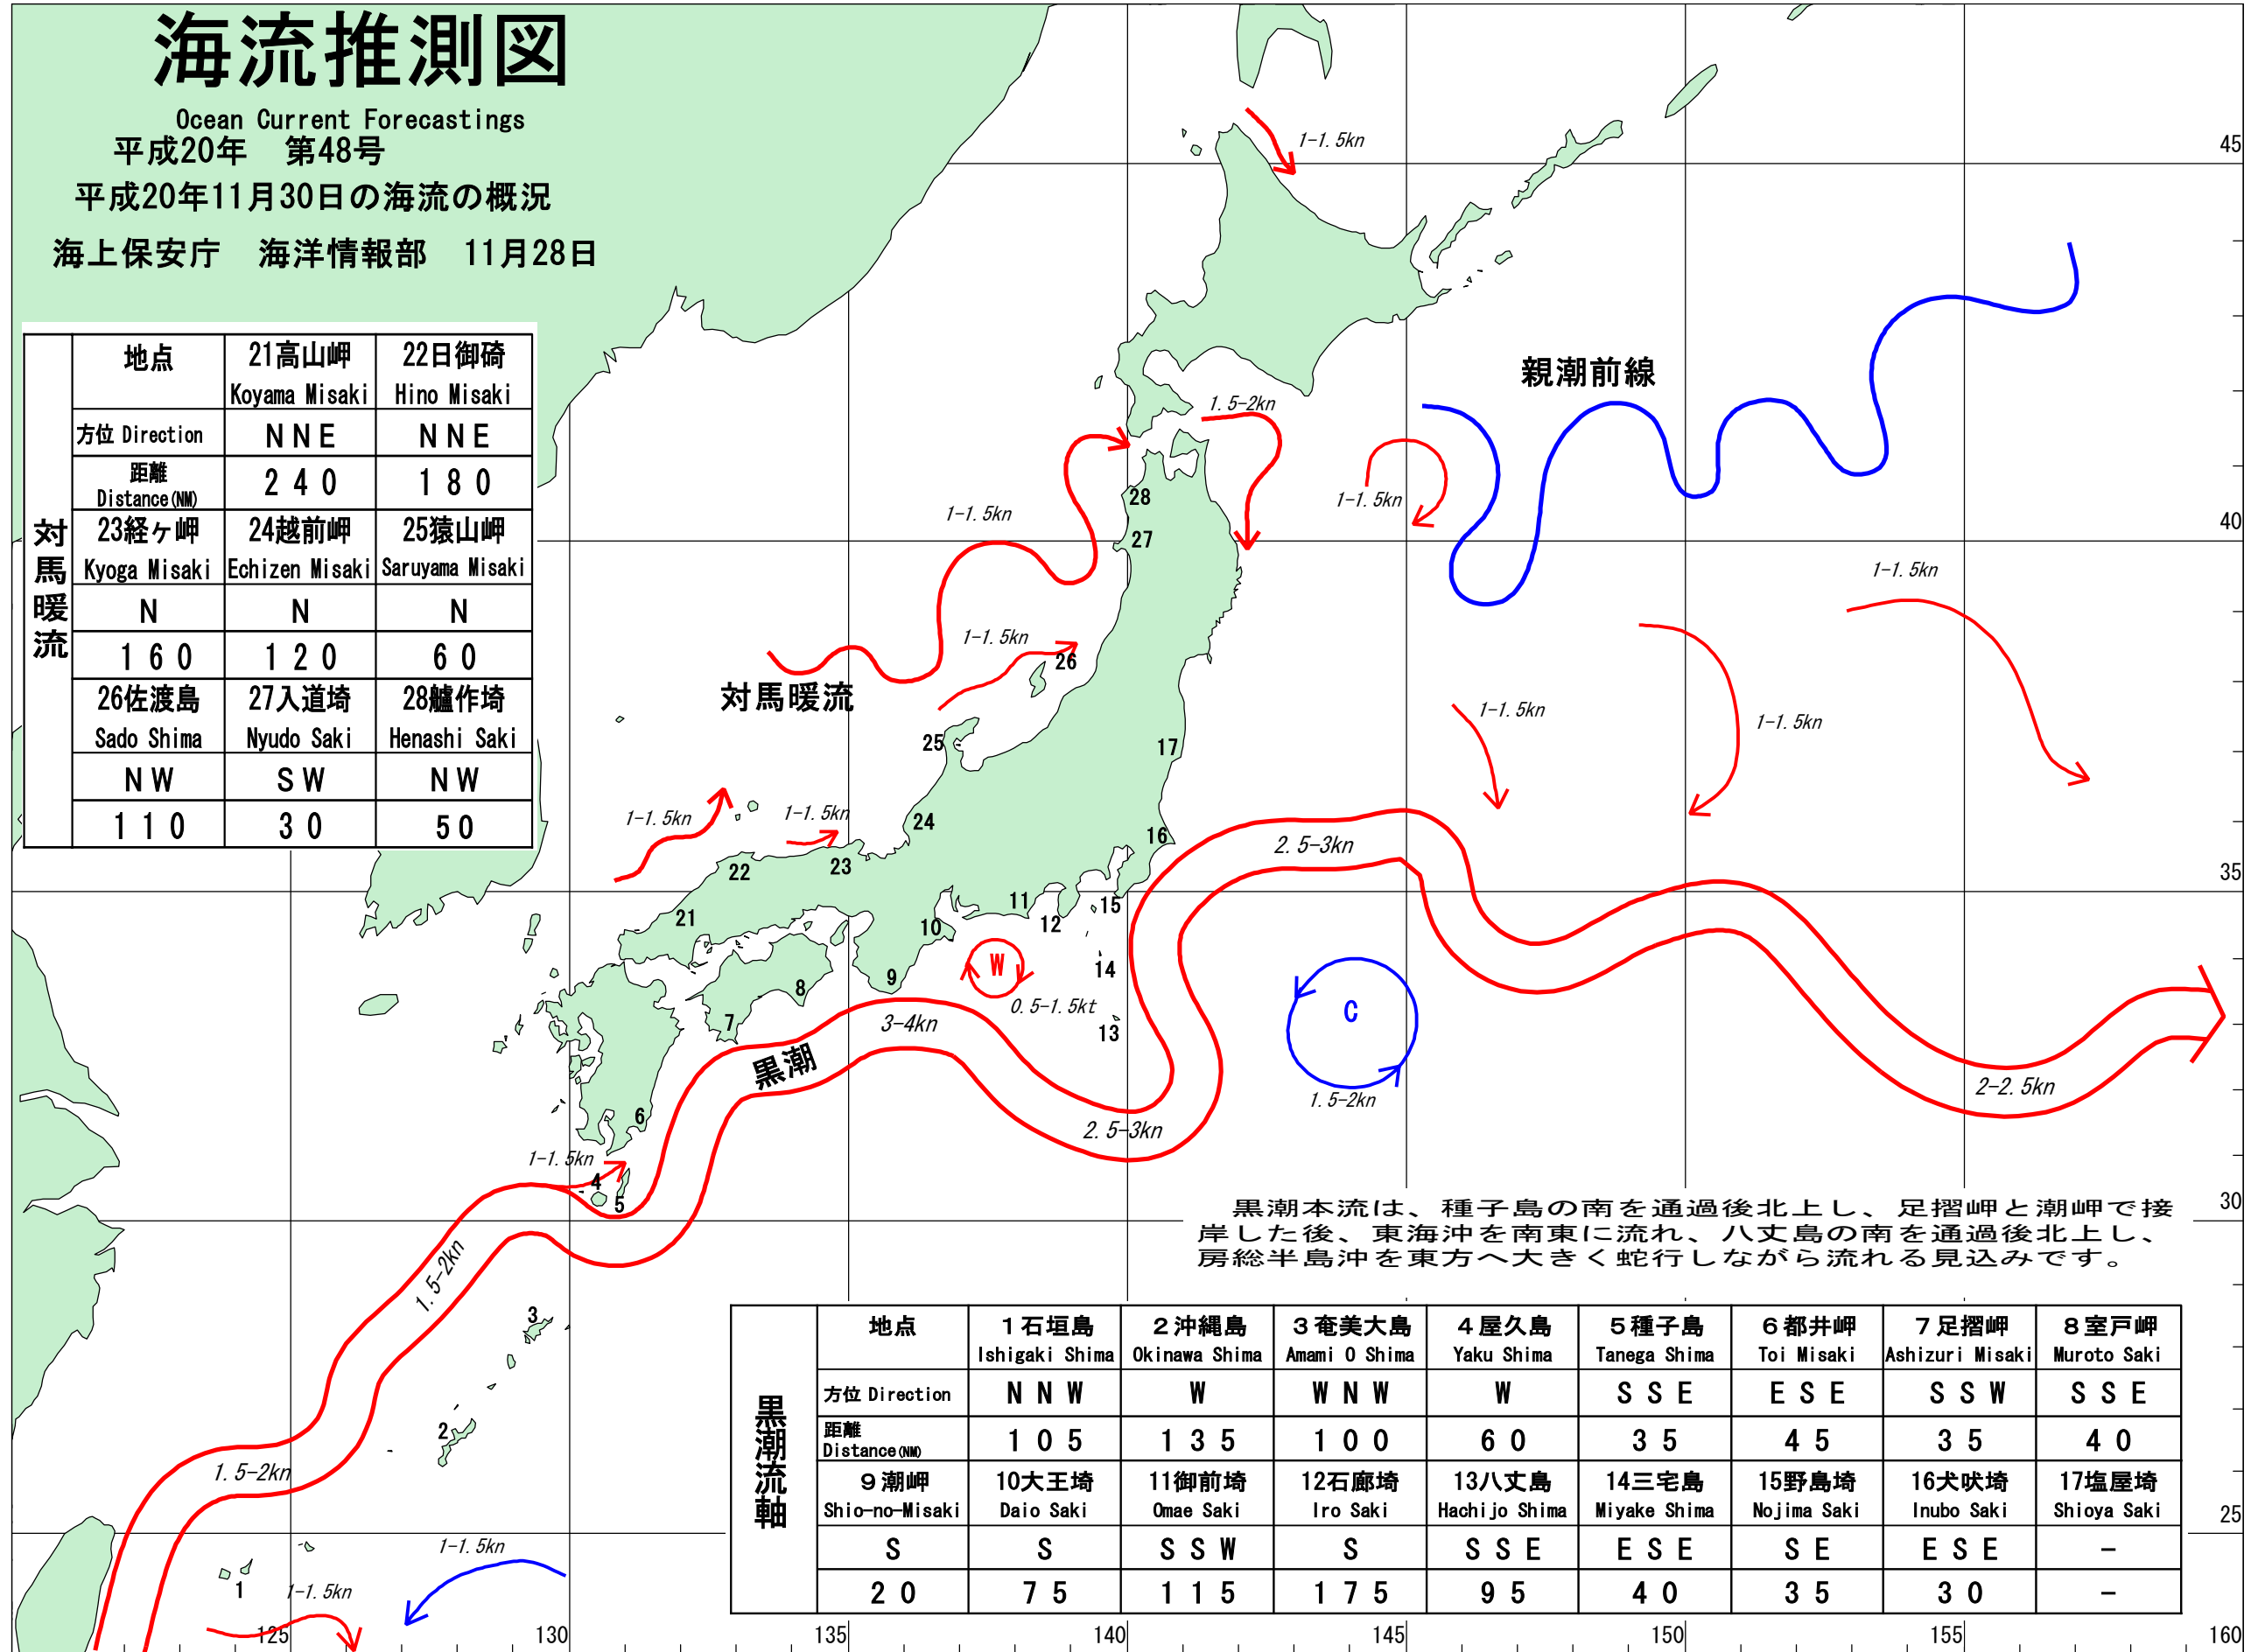 海流推測図
Ocean Current Forecastings
平成20年　第48号
平成20年11月30日の海流の概況
海上保安庁　海洋情報部　11月28日
対馬暖流
地点 21高山岬 22日御碕
Koyama Misaki Hino Misaki
方位 Direction NNE NNE
距離
Distance(NM) 240 180
23経ヶ岬 24越前岬 25猿山岬
Kyoga Misaki Echizen Misaki Saruyama Misaki
N N N
160 120 60
26佐渡島 27入道埼 28艫作埼
Sado Shima Nyudo Saki Henashi Saki
NW SW NW
110 30 50
1-1.5kn
45
親潮前線
1.5-2kn
1-1.5kn
28
1-1.5kn
40
27
1-1.5kn
1-1.5kn
26
対馬暖流
1-1.5kn
1-1.5kn
25
17
1-1.5kn
1-1.5kn
24
16
2.5-3kn
22
23
35
21
11
15
12
10
W
14
9
8
0.5-1.5kt
C
7
3-4kn
13
黒潮
2-2.5kn
1.5-2kn
6
2.5-3kn
1-1.5kn
4
5
30
黒潮本流は、種子島の南を通過後北上し、足摺岬と潮岬で接
岸した後、東海沖を南東に流れ、八丈島の南を通過後北上し、
房総半島沖を東方へ大きく蛇行しながら流れる見込みです。
1.5-2kn
3
2
1.5-2kn
黒潮流軸
地点 1石垣島 2沖縄島 3奄美大島 4屋久島 5種子島 6都井岬 7足摺岬 8室戸岬
Ishigaki Shima Okinawa Shima Amami O Shima Yaku Shima Tanega Shima Toi Misaki Ashizuri Misaki Muroto Saki
方位 Direction NNW W WNW W SSE ESE SSW SSE
距離
Distance(NM) 105 135 100 60 35 45 35 40
9潮岬 10大王埼 11御前埼 12石廊埼 13八丈島 14三宅島 15野島埼 16犬吠埼 17塩屋埼
Shio-no-Misaki Daio Saki Omae Saki Iro Saki Hachijo Shima Miyake Shima Nojima Saki Inubo Saki Shioya Saki
S S SSW S SSE ESE SE ESE -
20 75 115 175 95 40 35 30 -
25
1-1.5kn
1
1-1.5kn
125 130 135 140 145 150 155 160